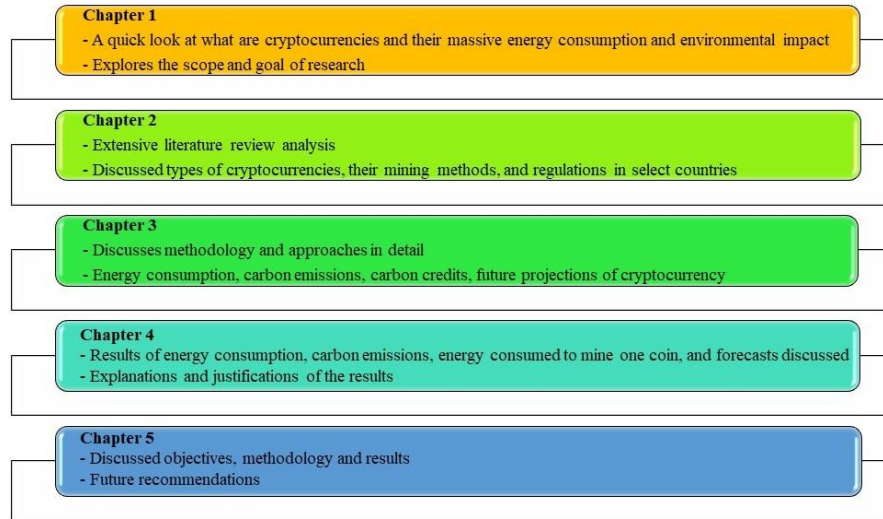 Chapter 1
- A quick look at what are cryptocurrencies and their massive energy consumption and environmental impact
- Explores the scope and goal of research
Chapter 2
- Extensive literature review analysis
- Discussed types of cryptocurrencies, their mining methods, and regulations in select countries
Chapter 3
- Discusses methodology and approaches in detail
- Energy consumption, carbon emissions, carbon credits, future projections of cryptocurrency
Chapter 4
- Results of energy consumption, carbon emissions, energy consumed to mine one coin, and forecasts discussed
- Explanations and justifications of the results
Chapter 5
- Discussed objectives, methodology and results
- Future recommendations